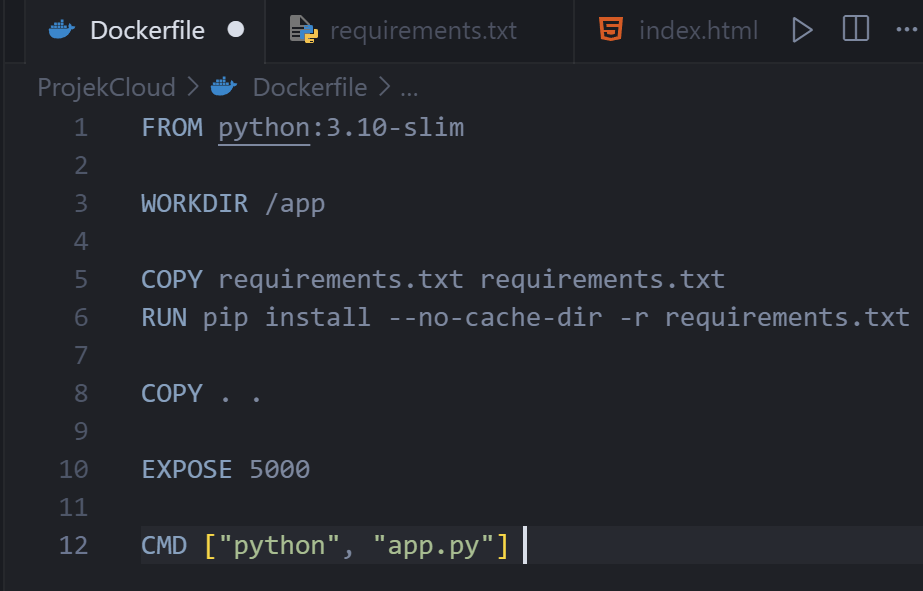 Dockerfile requirements.txt index.html
ProjekCloud > Dockerfile > ...
1 FROM python:3.10-slim
2
3 WORKDIR /app
4
5 COPY requirements.txt requirements.txt
6 RUN pip install --no-cache-dir -r requirements.txt
7
8 COPY . .
9
10 EXPOSE 5000
11
12 CMD ["python", "app.py"]